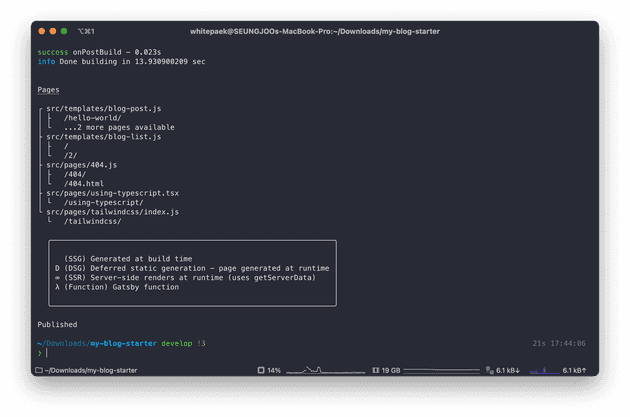 ⌥⌘1
whitepaek@SEUNGJOOs-MacBook-Pro:~/Downloads/my-blog-starter
success onPostBuild - 0.023s
info Done building in 13.930900209 sec
Pages
┌ src/templates/blog-post.js
│ ├   /hello-world/
│ └   ...2 more pages available
├ src/templates/blog-list.js
│ ├   /
│ └   /2/
├ src/pages/404.js
│ ├   /404/
│ └   /404.html
├ src/pages/using-typescript.tsx
│ └   /using-typescript/
└ src/pages/tailwindcss/index.js
  └   /tailwindcss/
(SSG) Generated at build time
D (DSG) Deferred static generation - page generated at runtime
∞ (SSR) Server-side renders at runtime (uses getServerData)
λ (Function) Gatsby function
Published
~/Downloads/my-blog-starter develop !3 21s 17:44:06
❯
~/Downloads/my-blog-starter 14% 19 GB 6.1 kB↓ 6.1 kB↑